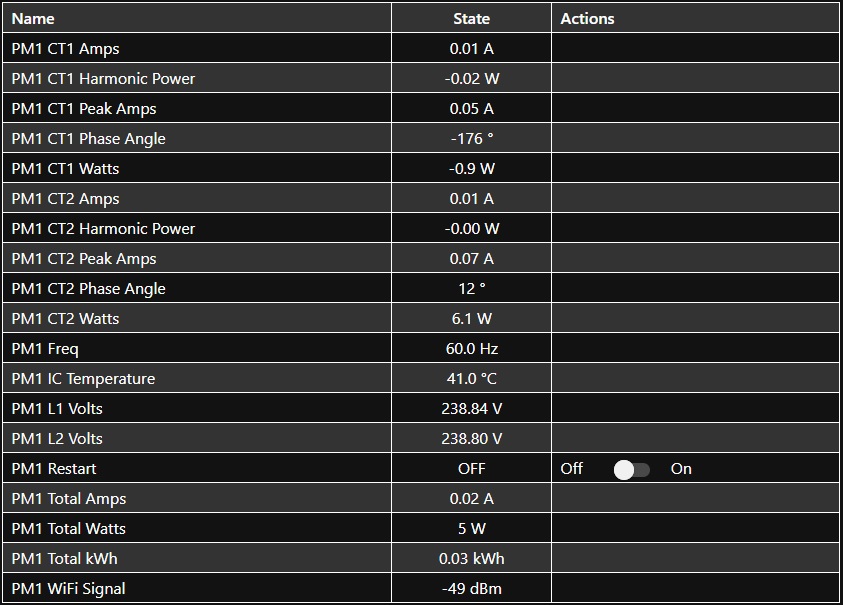 Name State Actions
PM1 CT1 Amps 0.01 A
PM1 CT1 Harmonic Power -0.02 W
PM1 CT1 Peak Amps 0.05 A
PM1 CT1 Phase Angle -176 °
PM1 CT1 Watts -0.9 W
PM1 CT2 Amps 0.01 A
PM1 CT2 Harmonic Power -0.00 W
PM1 CT2 Peak Amps 0.07 A
PM1 CT2 Phase Angle 12 °
PM1 CT2 Watts 6.1 W
PM1 Freq 60.0 Hz
PM1 IC Temperature 41.0 °C
PM1 L1 Volts 238.84 V
PM1 L2 Volts 238.80 V
PM1 Restart OFF Off On
PM1 Total Amps 0.02 A
PM1 Total Watts 5 W
PM1 Total kWh 0.03 kWh
PM1 WiFi Signal -49 dBm